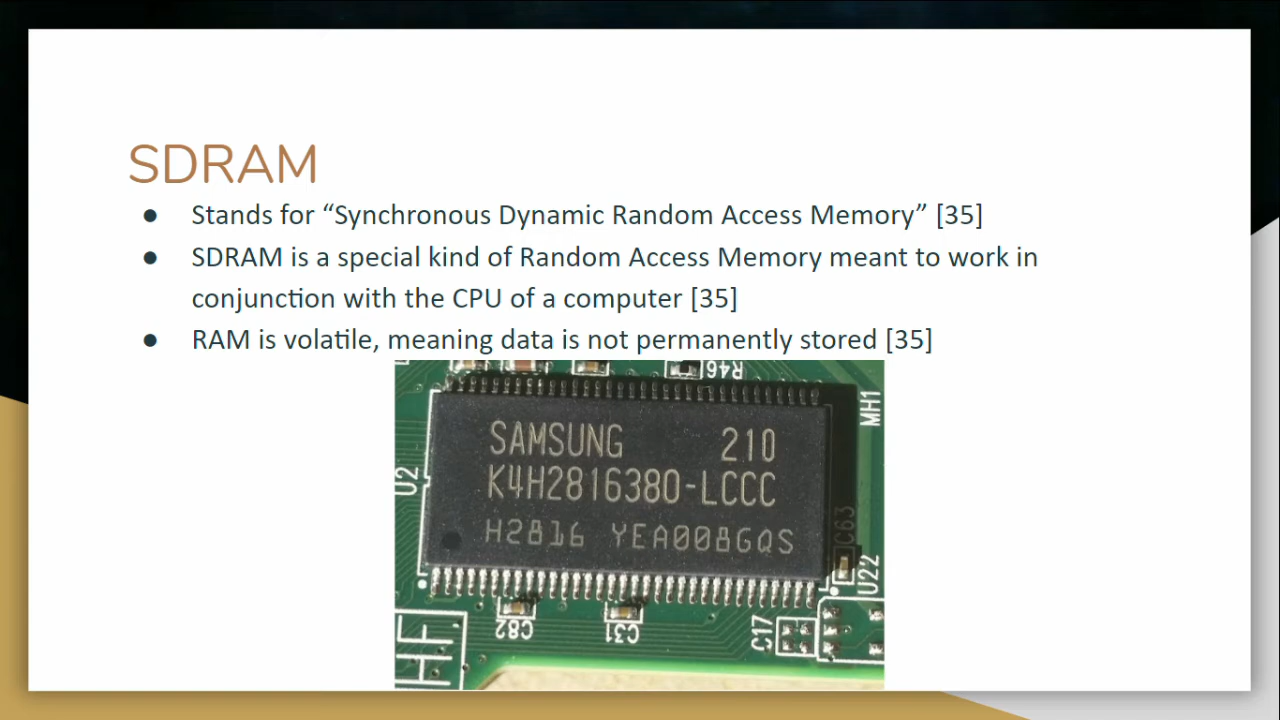 SDRAM
● Stands for “Synchronous Dynamic Random Access Memory” [35]
● SDRAM is a special kind of Random Access Memory meant to work in
conjunction with the CPU of a computer [35]
● RAM is volatile, meaning data is not permanently stored [35]
R46
MH1
SAMSUNG 210
K4H281638O-LCCC
H2816 YEA008GQS
U2
C63
U22
C82
C31
C17
HF